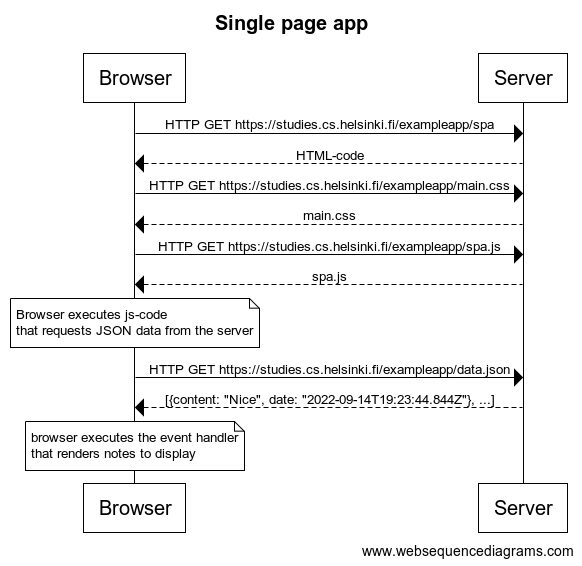 Single page app
Browser
Server
HTTP GET https://studies.cs.helsinki.fi/exampleapp/spa
HTML-code
HTTP GET https://studies.cs.helsinki.fi/exampleapp/main.css
main.css
HTTP GET https://studies.cs.helsinki.fi/exampleapp/spa.js
spa.js
Browser executes js-code
that requests JSON data from the server
HTTP GET https://studies.cs.helsinki.fi/exampleapp/data.json
[{content: "Nice", date: "2022-09-14T19:23:44.844Z"}, ...]
browser executes the event handler
that renders notes to display
Browser
Server
www.websequencediagrams.com